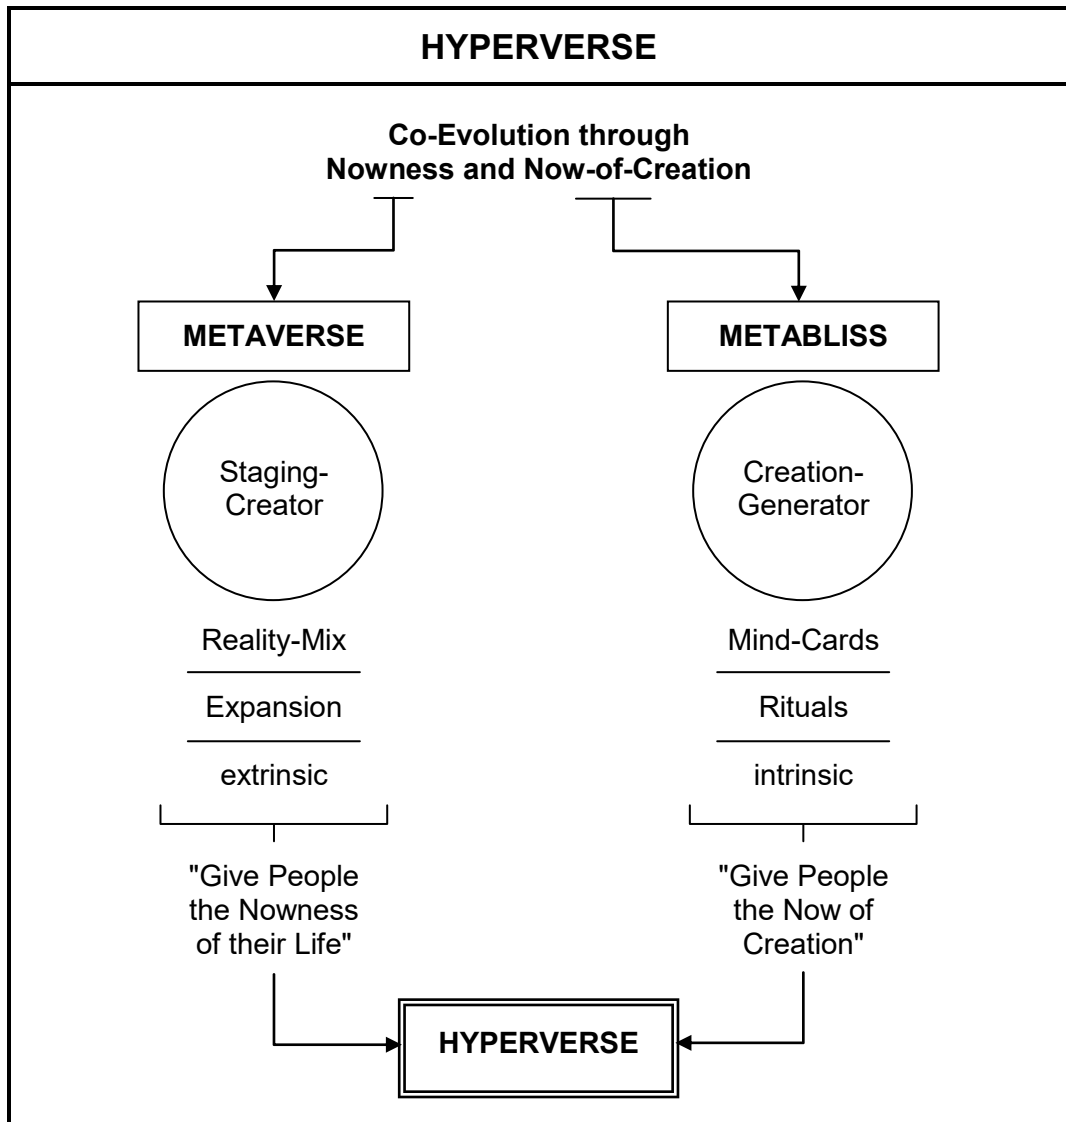 HYPERVERSE
Co-Evolution through
Nowness and Now-of-Creation
METAVERSE
METABLISS
Staging-
Creator
Creation-
Generator
Reality-Mix
Mind-Cards
Expansion
Rituals
extrinsic
intrinsic
"Give People
the Nowness
of their Life"
"Give People
the Now of
Creation"
HYPERVERSE